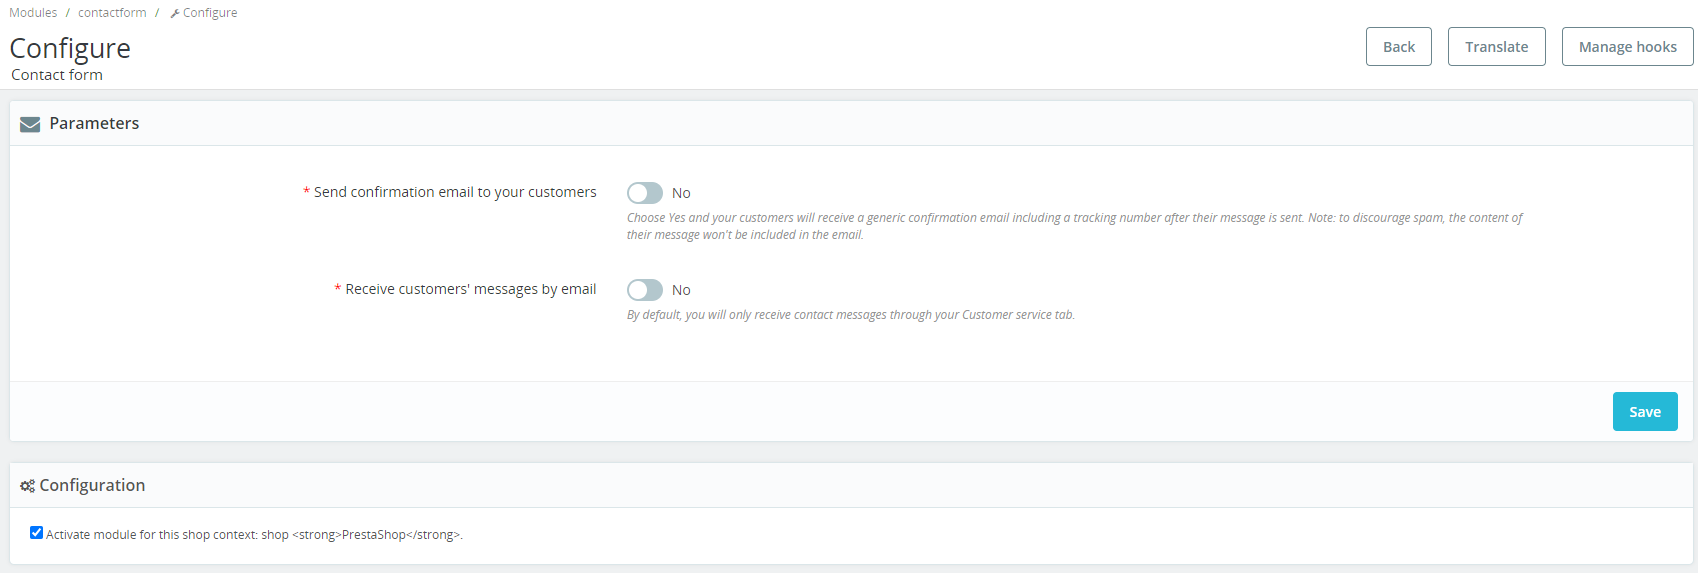 Modules / contactform / Configure
Configure
Contact form
Back
Translate
Manage hooks
Parameters
* Send confirmation email to your customers
No
Choose Yes and your customers will receive a generic confirmation email including a tracking number after their message is sent. Note: to discourage spam, the content of
their message won't be included in the email.
* Receive customers' messages by email
No
By default, you will only receive contact messages through your Customer service tab.
Save
Configuration
Activate module for this shop context: shop <strong>PrestaShop</strong>.